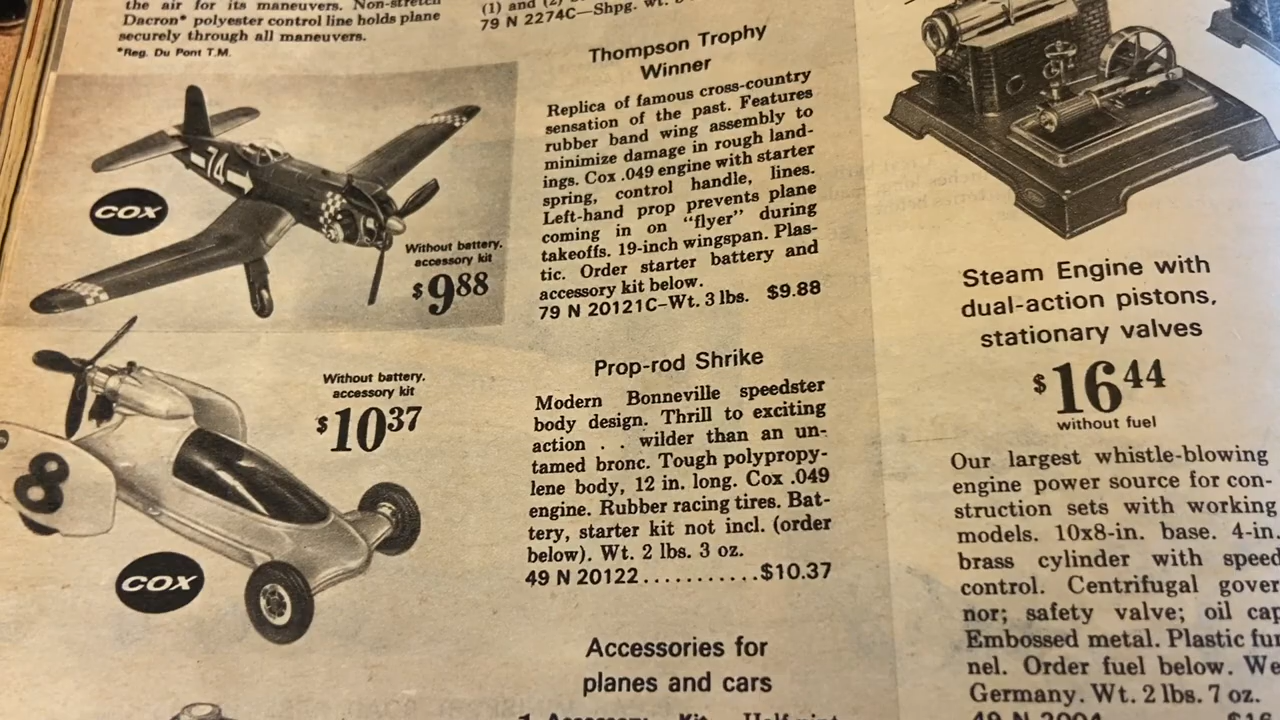 the air for its maneuvers. Non-stretch
Dacron* polyester control line holds plane
securely through all maneuvers.
*Reg. Du Pont T.M.
(1) and (2)
79 N 2274C—Shpg. wt.
74
COX
Without battery,
accessory kit
$9.88
Thompson Trophy
Winner
Replica of famous cross-country
sensation of the past. Features
rubber band wing assembly to
minimize damage in rough land-
ings. Cox .049 engine with starter
spring, control handle, lines.
Left-hand prop prevents plane
coming in on "flyer" during
takeoffs. 19-inch wingspan. Plas-
tic. Order starter battery and
accessory kit below.
79 N 20121C–Wt. 3 lbs. $9.88
Without battery,
accessory kit
$10.37
8
COX
Prop-rod Shrike
Modern Bonneville speedster
body design. Thrill to exciting
action . . wilder than an un-
tamed bronc. Tough polypropy-
lene body, 12 in. long. Cox .049
engine. Rubber racing tires. Bat-
tery, starter kit not incl. (order
below). Wt. 2 lbs. 3 oz.
49 N 20122...........$10.37
Accessories for
planes and cars
Steam Engine with
dual-action pistons,
stationary valves
$16.44
without fuel
Our largest whistle-blowing
engine power source for con-
struction sets with working
models. 10x8-in. base. 4-in.
brass cylinder with speed
control. Centrifugal gover
nor; safety valve; oil cap
Embossed metal. Plastic fun
nel. Order fuel below. We
Germany. Wt. 2 lbs. 7 oz.